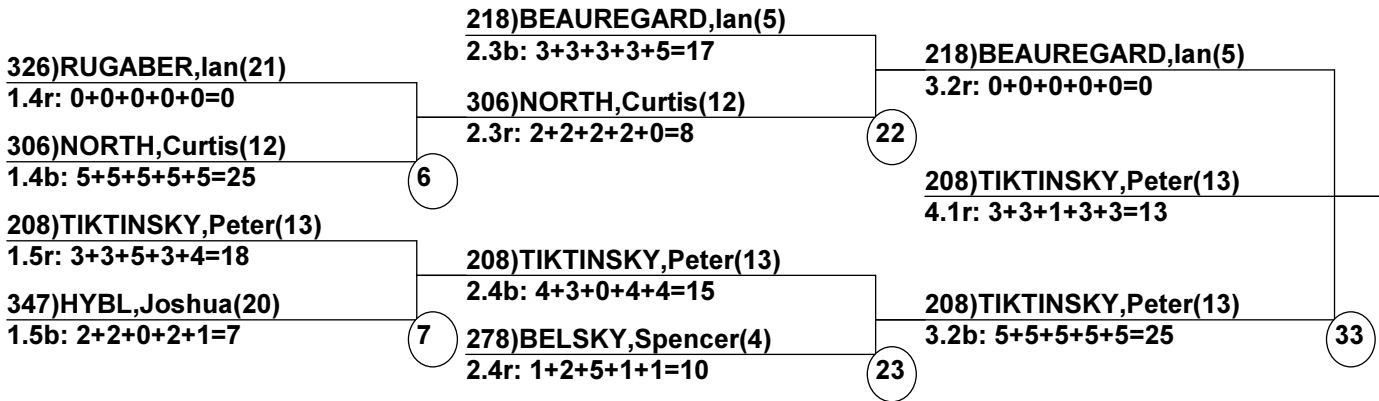 326)RUGABER,Ian(21)
1.4r: 0+0+0+0+0=0
306)NORTH,Curtis(12)
1.4b: 5+5+5+5+5=25
6
208)TIKTINSKY,Peter(13)
1.5r: 3+3+5+3+4=18
347)HYBL,Joshua(20)
1.5b: 2+2+0+2+1=7
7
218)BEAUREGARD,Ian(5)
2.3b: 3+3+3+3+5=17
306)NORTH,Curtis(12)
2.3r: 2+2+2+2+0=8
22
208)TIKTINSKY,Peter(13)
2.4b: 4+3+0+4+4=15
278)BELSKY,Spencer(4)
2.4r: 1+2+5+1+1=10
23
218)BEAUREGARD,Ian(5)
3.2r: 0+0+0+0+0=0
208)TIKTINSKY,Peter(13)
4.1r: 3+3+1+3+3=13
208)TIKTINSKY,Peter(13)
3.2b: 5+5+5+5+5=25
33